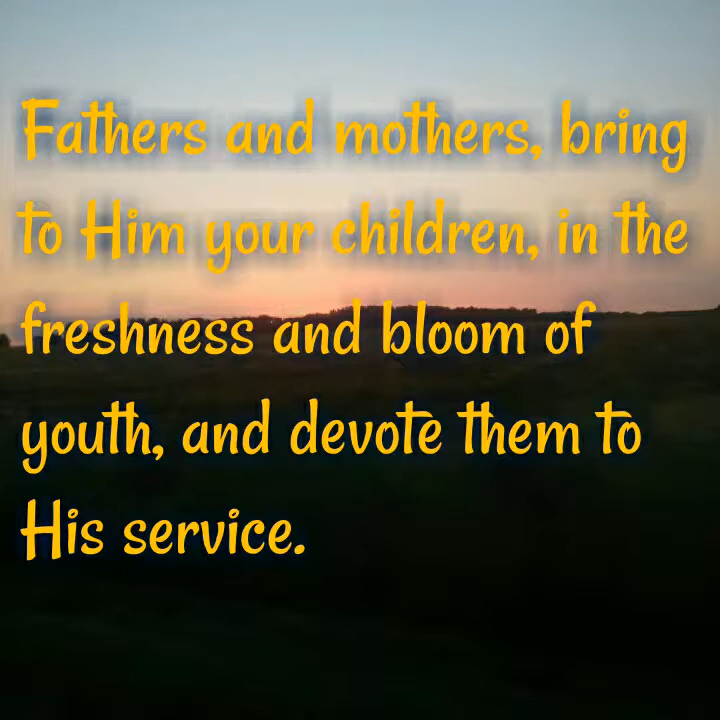 Fathers and mothers, bring
to Him your children, in the
freshness and bloom of
youth, and devote them to
His service.